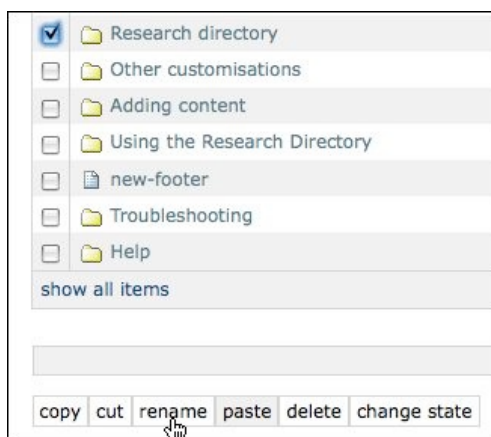 Research directory
Other customisations
Adding content
Using the Research Directory
new-footer
Troubleshooting
Help
show all items
copy cut rename paste delete change state